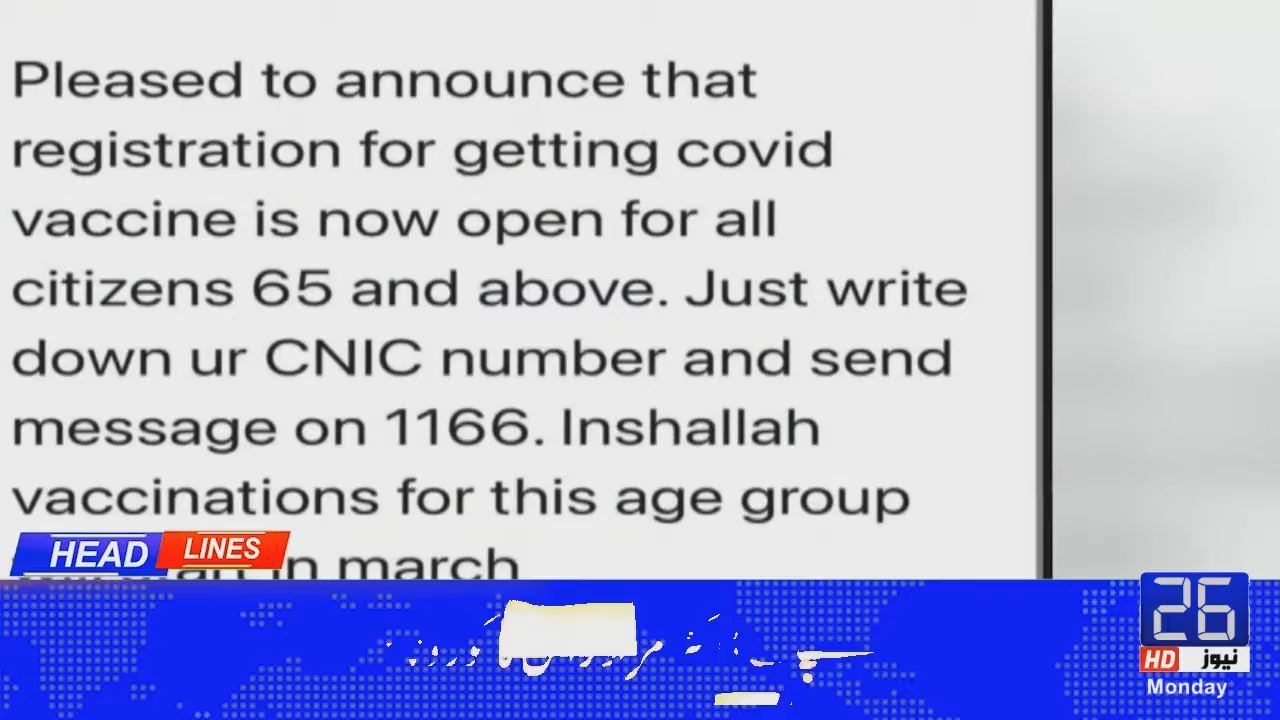 Pleased to announce that
registration for getting covid
vaccine is now open for all
citizens 65 and above. Just write
down ur CNIC number and send
message on 1166. Inshallah
vaccinations for this age group
will start in march
HEAD LINES
26
HD نیوز
Monday